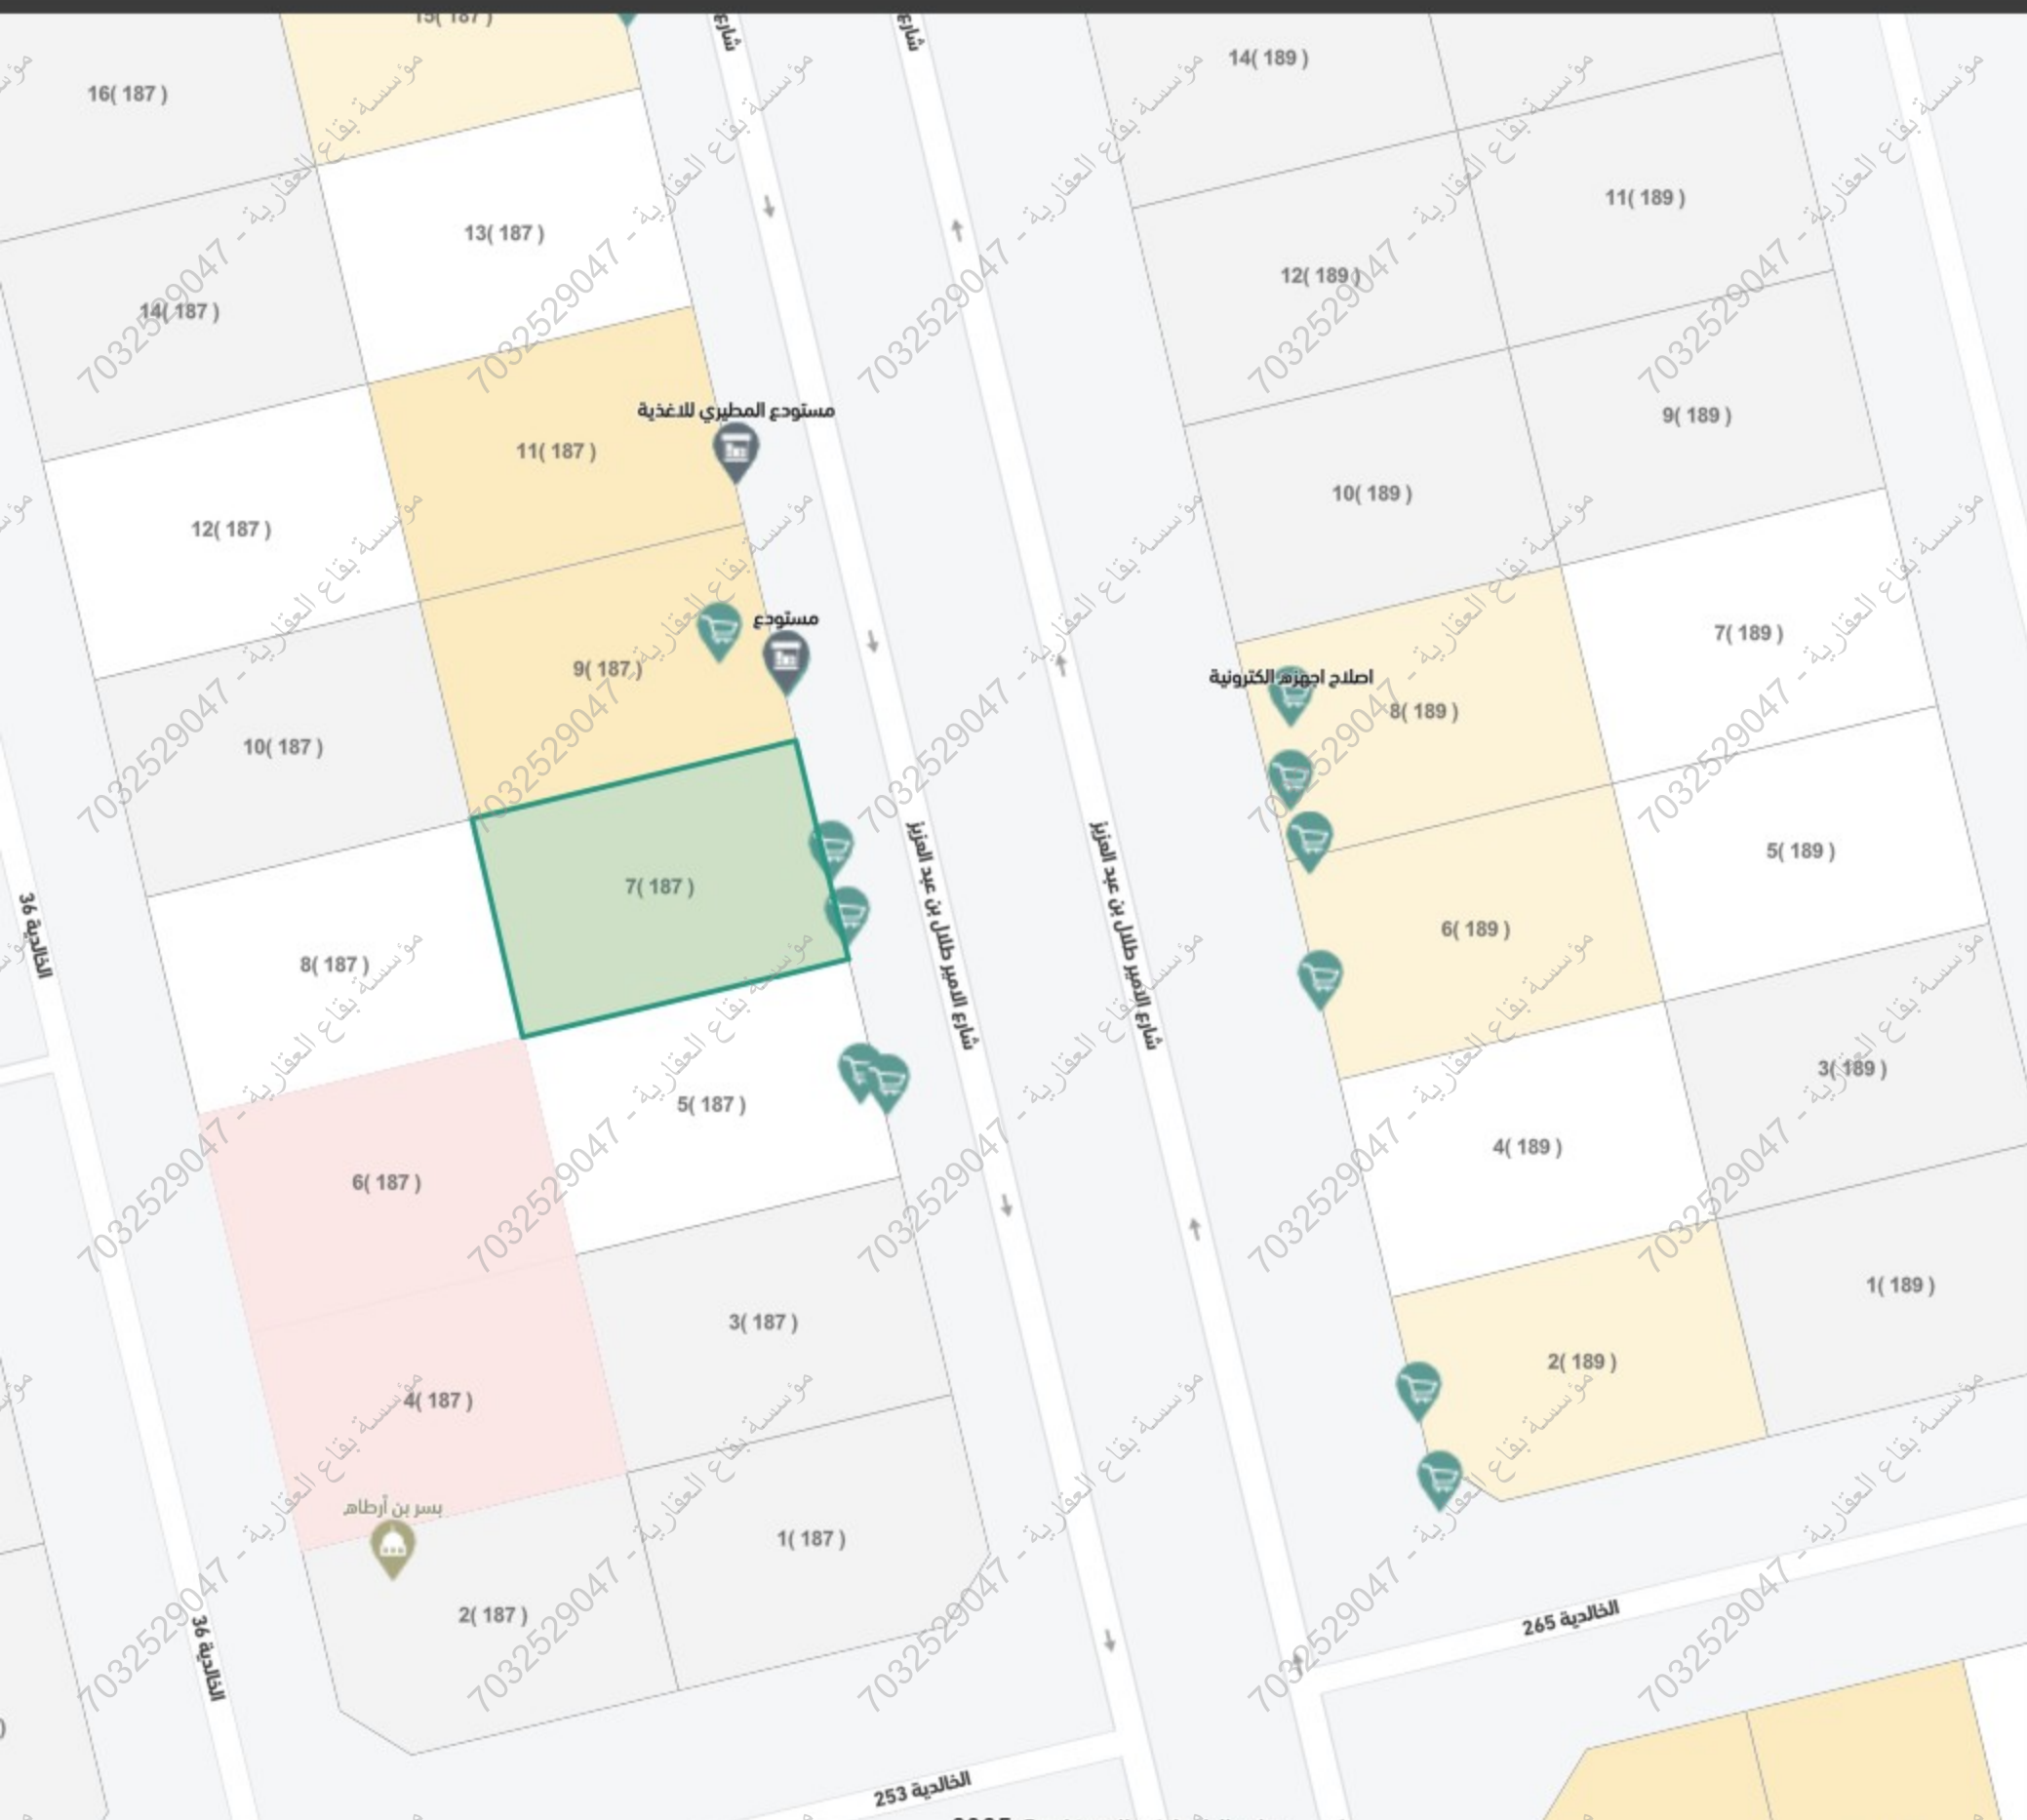 15( 187 )
شارع
شارع
14( 189 )
16( 187 )
11( 189 )
13( 187 )
12( 189 )
14( 187 )
مستودع المطيري للاغذية
9( 189 )
11( 187 )
10( 189 )
12( 187 )
مستودع
7( 189 )
9( 187 )
اصلاح اجهزه الكترونية
8( 189 )
10( 187 )
5( 189 )
7( 187 )
شارع الامير طلال بن عبد العزيز
شارع الامير طلال بن عبد العزيز
6( 189 )
الخالدية 36
8( 187 )
3( 189 )
5( 187 )
4( 189 )
6( 187 )
1( 189 )
3( 187 )
2( 189 )
4( 187 )
بسر بن أرطاه
1( 187 )
2( 187 )
الخالدية 265
الخالدية 36
الخالدية 253
مؤسسة بقاع العقارية - 7032529047